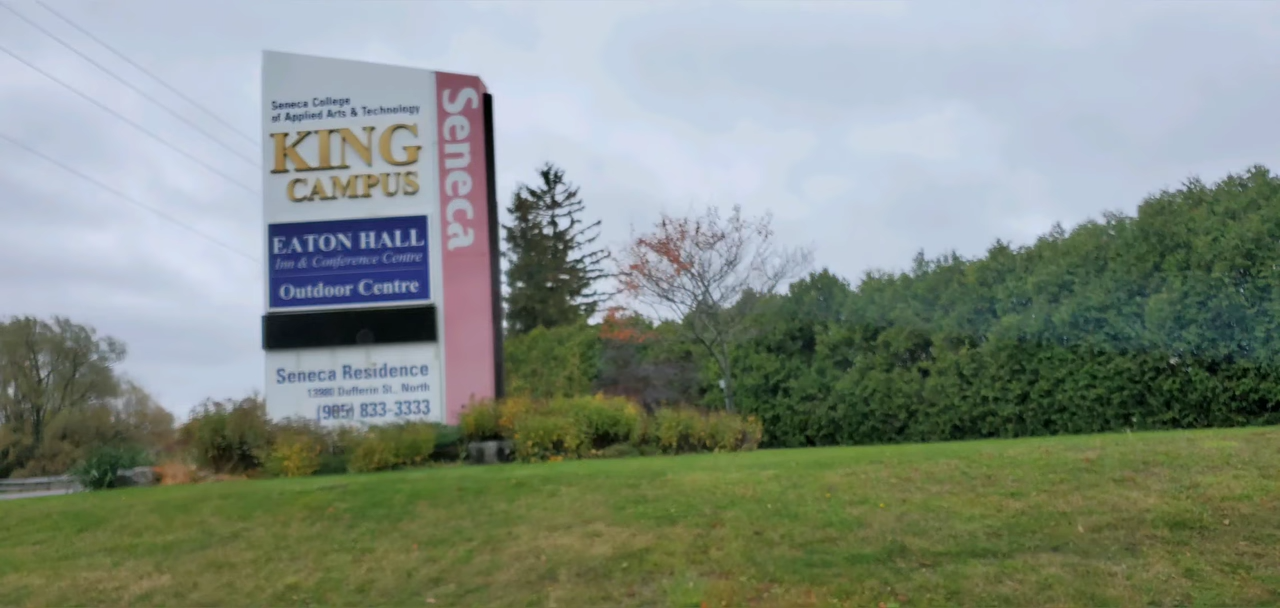 Seneca College
of Applied Arts & Technology
KING
CAMPUS
EATON HALL
Inn & Conference Centre
Outdoor Centre
Seneca Residence
13980 Dufferin St., North
(905) 833-3333
Seneca